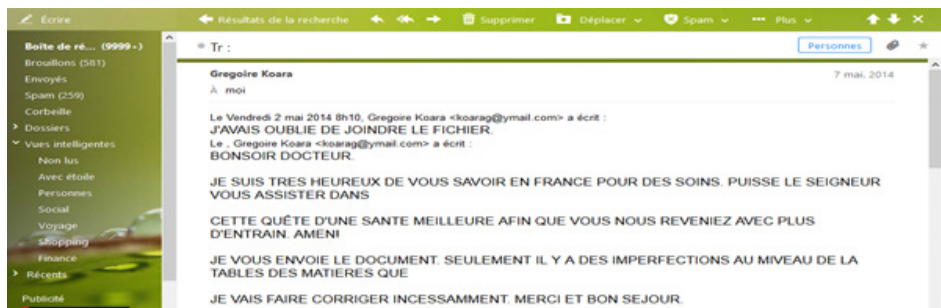 Écrire
Résultats de la recherche
Supprimer
Déplacer
Spam
Plus
Boîte de ré... (9999+)
Brouillons (581)
Envoyés
Spam (259)
Corbeille
Dossiers
Vues intelligentes
Non lus
Avec étoile
Personnes
Social
Voyage
Shopping
Finance
Récents
Publicité
Tr :
Personnes
Gregoire Koara
7 mai, 2014
À moi
Le Vendredi 2 mai 2014 8h10, Gregoire Koara <koarag@ymail.com> a écrit :
J'AVAIS OUBLIE DE JOINDRE LE FICHIER.
Le , Gregoire Koara <koarag@ymail.com> a écrit :
BONSOIR DOCTEUR.
JE SUIS TRES HEUREUX DE VOUS SAVOIR EN FRANCE POUR DES SOINS. PUISSE LE SEIGNEUR
VOUS ASSISTER DANS
CETTE QUÊTE D'UNE SANTE MEILLEURE AFIN QUE VOUS NOUS REVENIEZ AVEC PLUS
D'ENTRAIN. AMEN!
JE VOUS ENVOIE LE DOCUMENT. SEULEMENT IL Y A DES IMPERFECTIONS AU MIVEAU DE LA
TABLES DES MATIERES QUE
JE VAIS FAIRE CORRIGER INCESSAMMENT. MERCI ET BON SEJOUR.